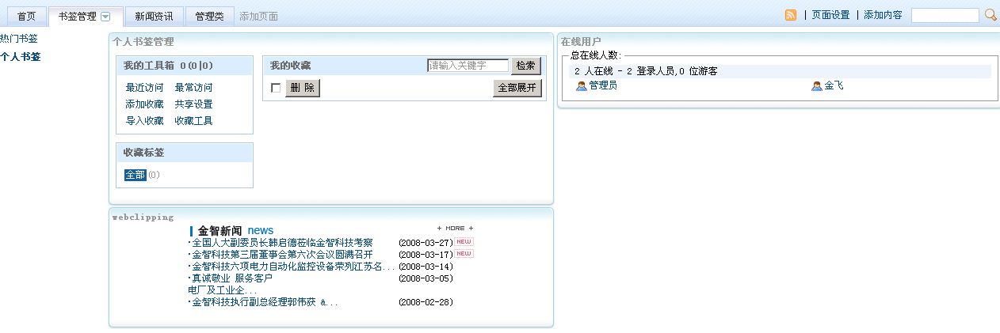 首页 书签管理 新闻资讯 管理类 添加页面 | 页面设置 | 添加内容
热门书签
个人书签
个人书签管理
我的工具箱 0(0|0)
最近访问 最常访问
添加收藏 共享设置
导入收藏 收藏工具
收藏标签
全部(0)
我的收藏 请输入关键字 检索
删 除 全部展开
webclipping
金智新闻 news + MORE +
·全国人大副委员长韩启德莅临金智科技考察 (2008-03-27) NEW
·金智科技第三届董事会第六次会议圆满召开 (2008-03-17) NEW
·金智科技六项电力自动化监控设备荣列江苏名... (2008-03-14)
·真诚敬业 服务客户 (2008-03-05)
电厂及工业企...
·金智科技执行副总经理郭伟获 &... (2008-02-28)
在线用户
总在线人数:
2 人在线 - 2 登录人员,0 位游客
管理员 金飞